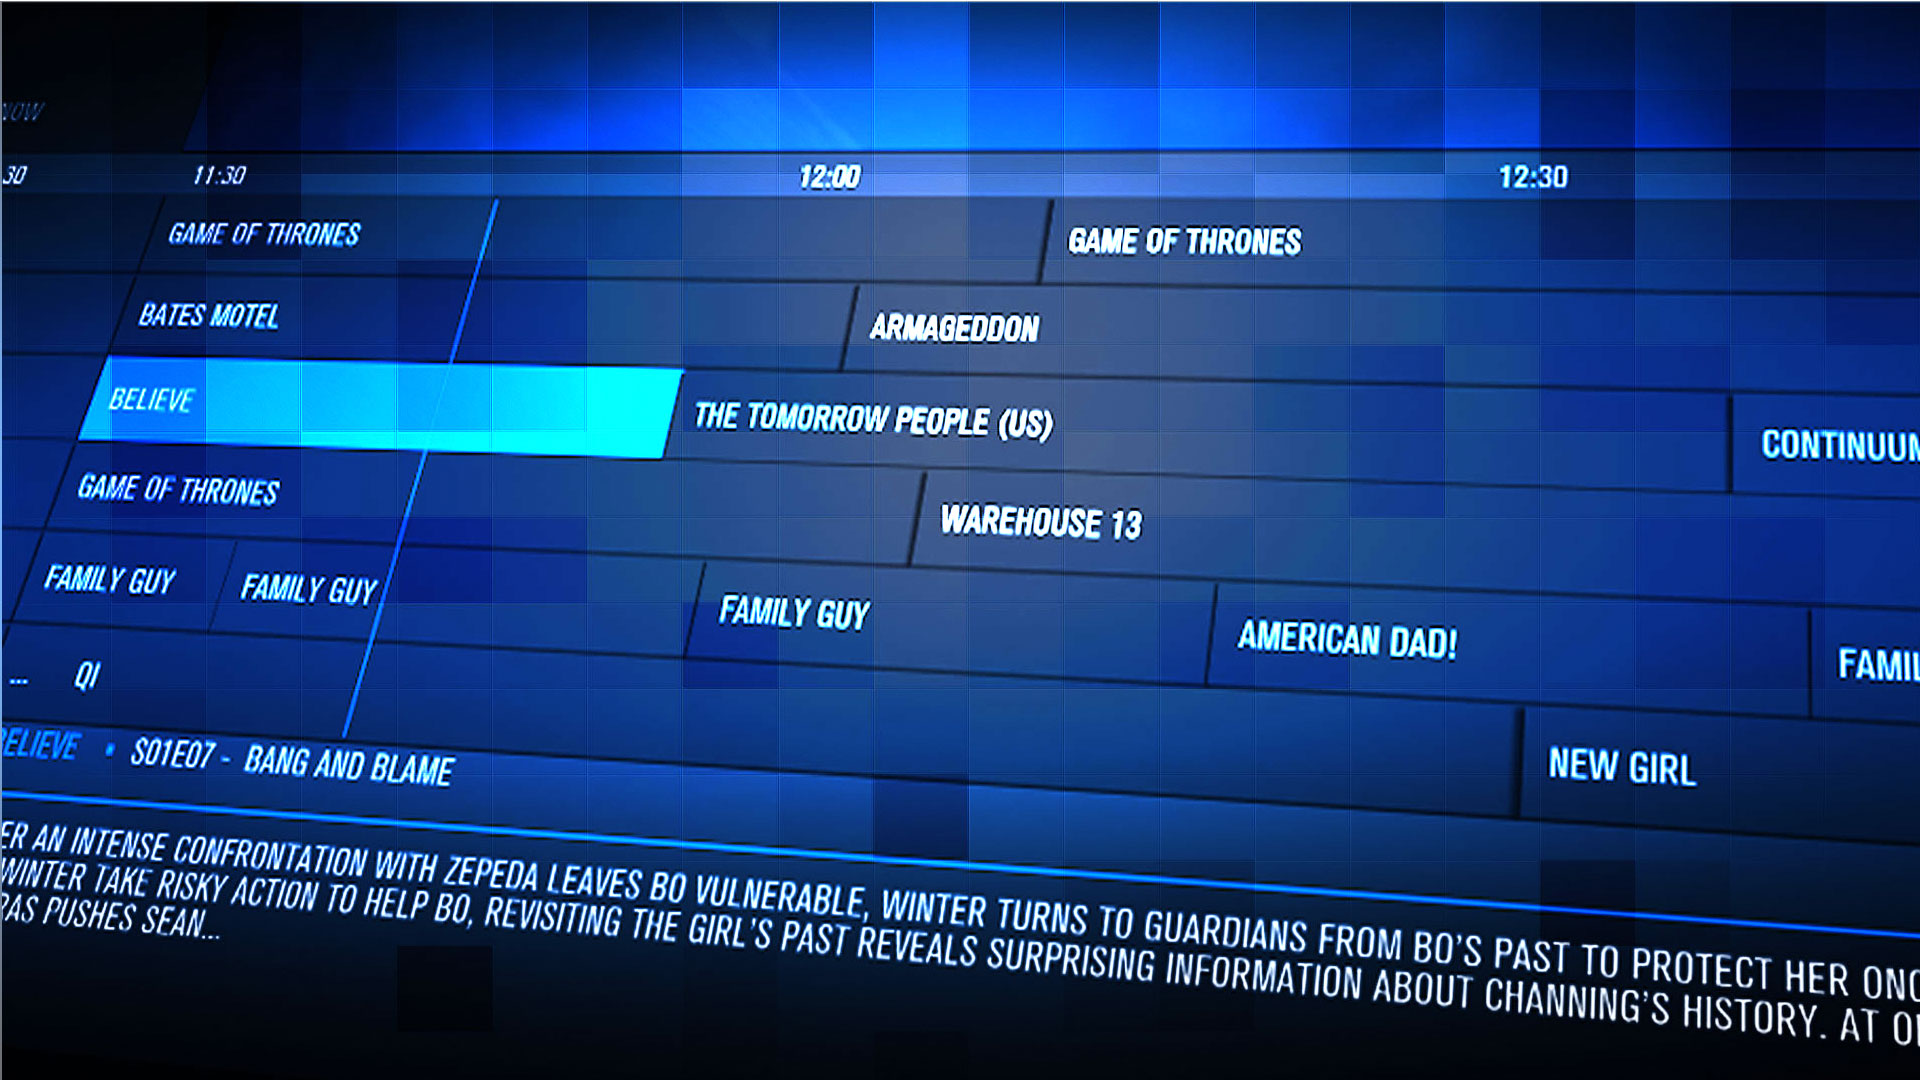 NOW
30 11:30 12:00 12:30
GAME OF THRONES GAME OF THRONES
BATES MOTEL ARMAGEDDON
BELIEVE THE TOMORROW PEOPLE (US) CONTINUUM
GAME OF THRONES WAREHOUSE 13
FAMILY GUY FAMILY GUY FAMILY GUY AMERICAN DAD! FAMIL
... QI NEW GIRL
BELIEVE • S01E07 - BANG AND BLAME
ER AN INTENSE CONFRONTATION WITH ZEPEDA LEAVES BO VULNERABLE, WINTER TURNS TO GUARDIANS FROM BO'S PAST TO PROTECT HER ONC
WINTER TAKE RISKY ACTION TO HELP BO, REVISITING THE GIRL'S PAST REVEALS SURPRISING INFORMATION ABOUT CHANNING'S HISTORY. AT O
RAS PUSHES SEAN...